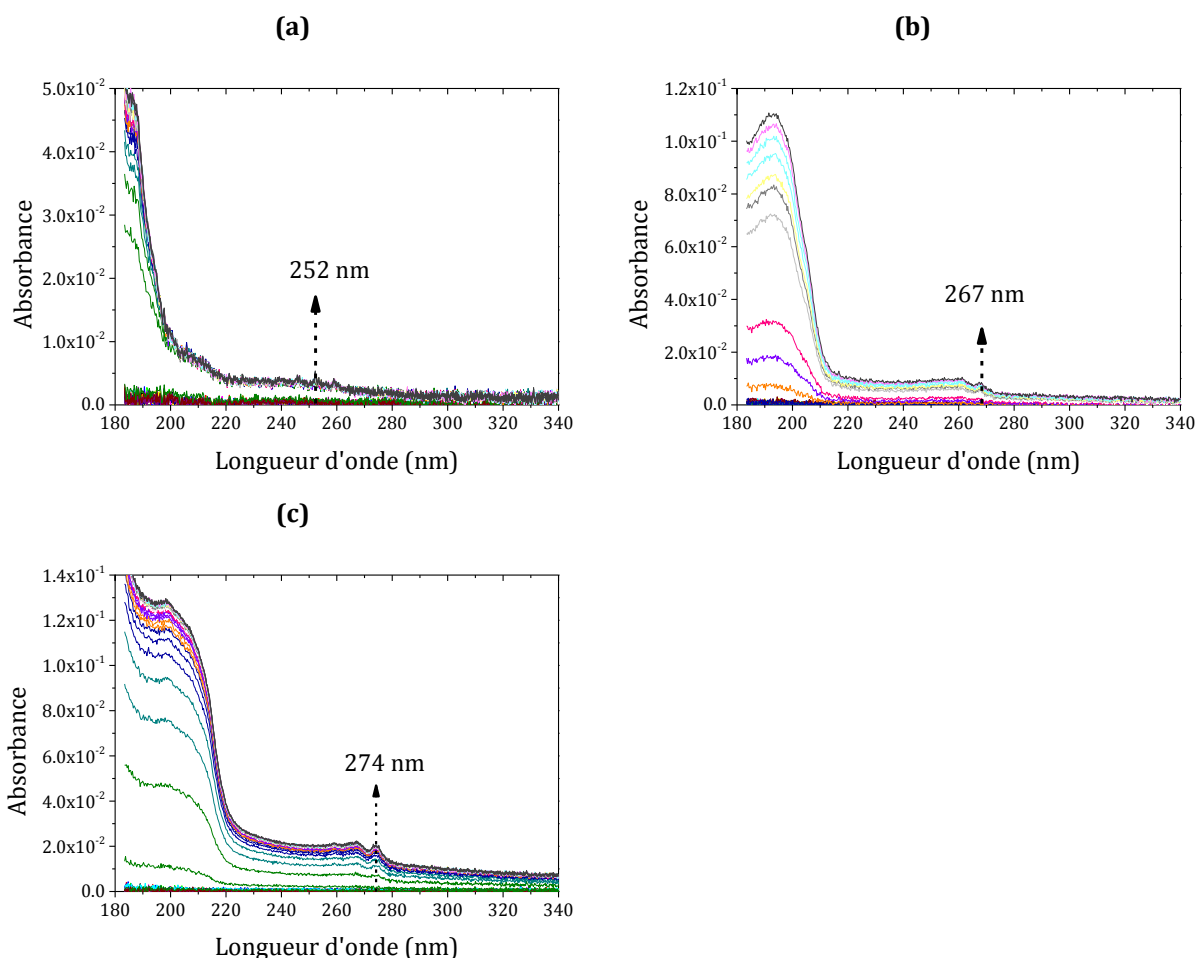 (a)
(b)
5.0x10⁻²
4.0x10⁻²
3.0x10⁻²
2.0x10⁻²
1.0x10⁻²
0.0
Absorbance
252 nm
180 200 220 240 260 280 300 320 340
Longueur d'onde (nm)
1.2x10⁻¹
1.0x10⁻¹
8.0x10⁻²
6.0x10⁻²
4.0x10⁻²
2.0x10⁻²
0.0
Absorbance
267 nm
180 200 220 240 260 280 300 320 340
Longueur d'onde (nm)
(c)
1.4x10⁻¹
1.2x10⁻¹
1.0x10⁻¹
8.0x10⁻²
6.0x10⁻²
4.0x10⁻²
2.0x10⁻²
0.0
Absorbance
274 nm
180 200 220 240 260 280 300 320 340
Longueur d'onde (nm)